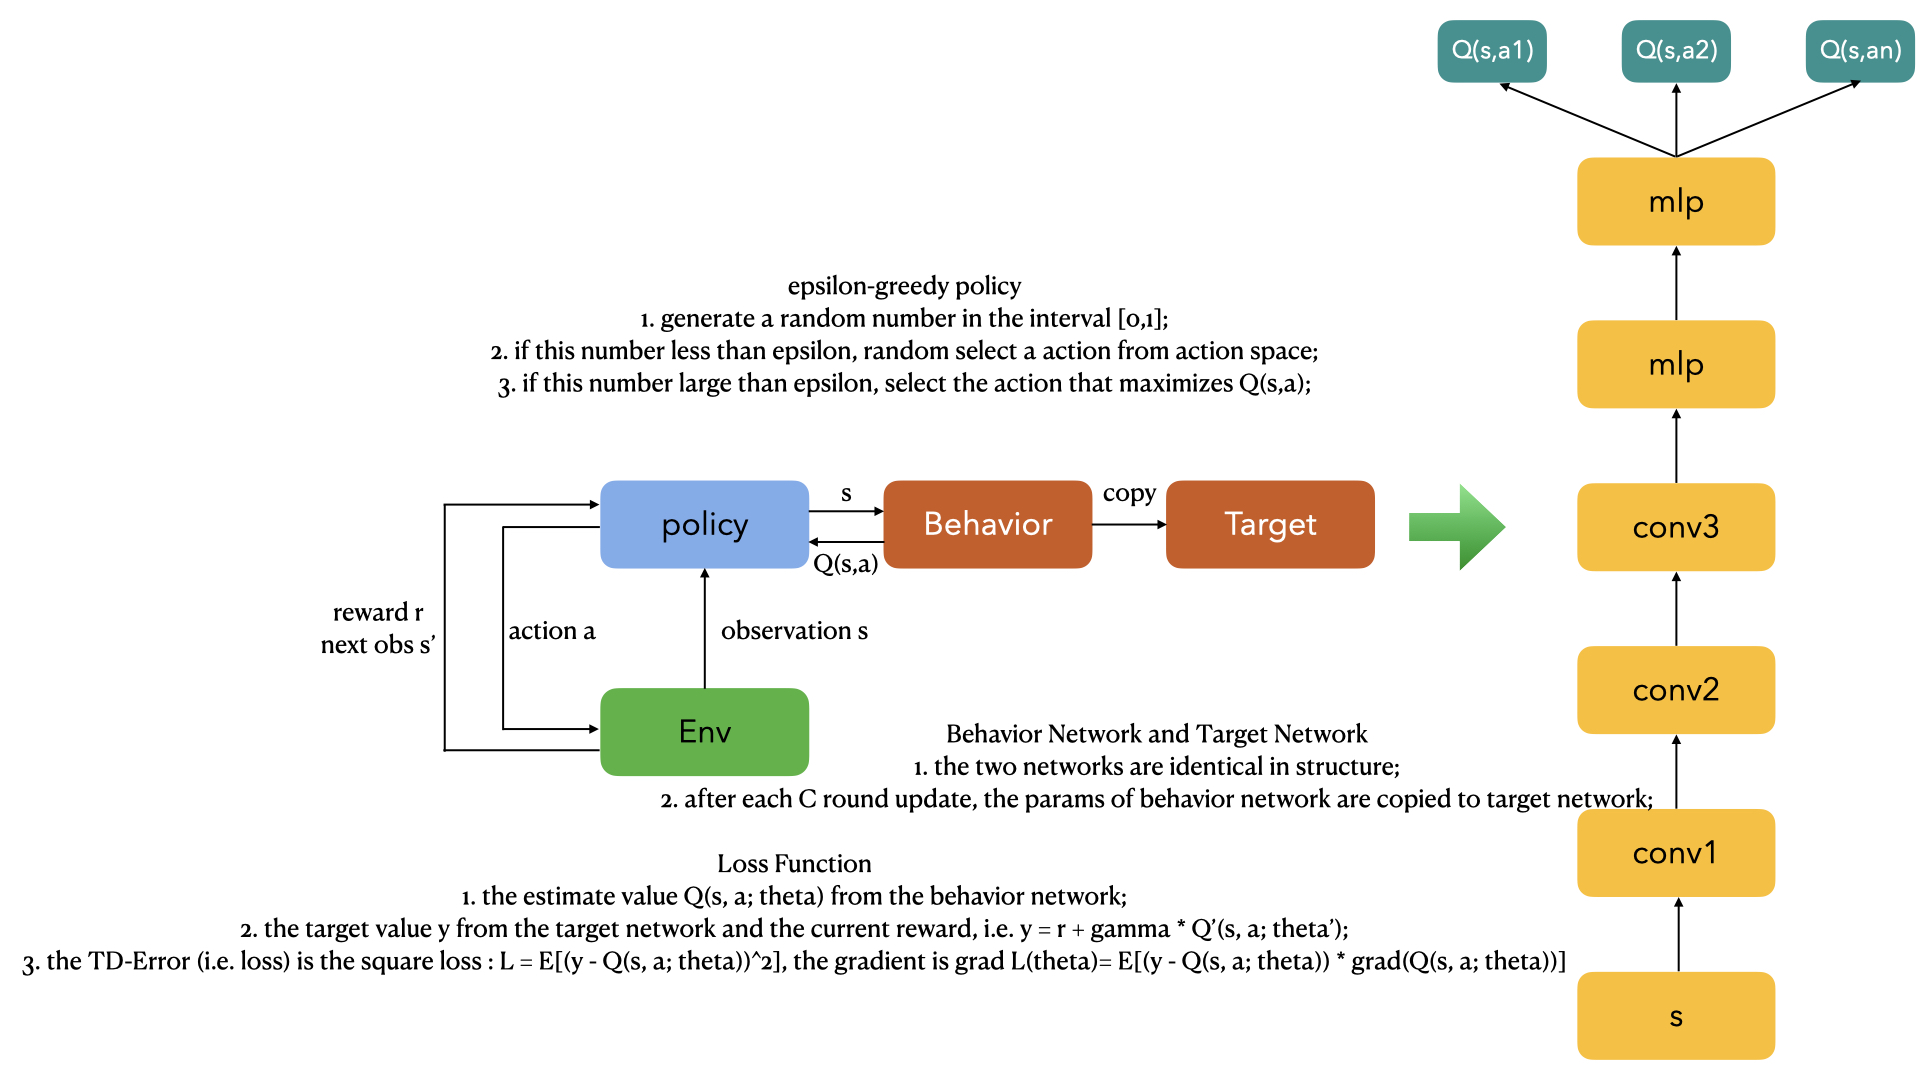 Q(s,a1)
Q(s,a2)
Q(s,an)
mlp
epsilon-greedy policy
1. generate a random number in the interval [0,1];
2. if this number less than epsilon, random select a action from action space;
3. if this number large than epsilon, select the action that maximizes Q(s,a);
mlp
policy
s
Q(s,a)
Behavior
copy
Target
conv3
reward r
next obs s’
action a
observation s
Env
conv2
Behavior Network and Target Network
1. the two networks are identical in structure;
2. after each C round update, the params of behavior network are copied to target network;
conv1
Loss Function
1. the estimate value Q(s, a; theta) from the behavior network;
2. the target value y from the target network and the current reward, i.e. y = r + gamma * Q’(s, a; theta’);
3. the TD-Error (i.e. loss) is the square loss : L = E[(y - Q(s, a; theta))^2], the gradient is grad L(theta)= E[(y - Q(s, a; theta)) * grad(Q(s, a; theta))]
s